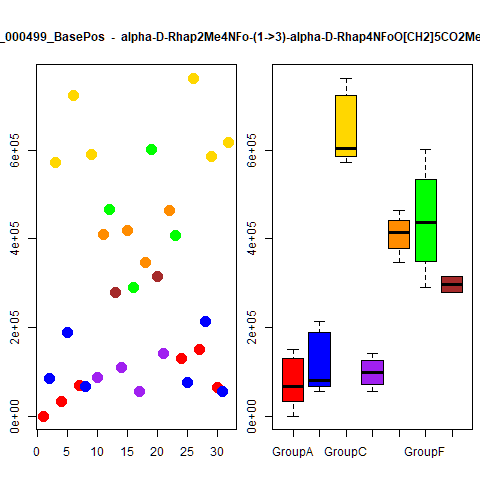 _000499_BasePos - alpha-D-Rhap2Me4NFo-(1->3)-alpha-D-Rhap4NFoO[CH2]5CO2Me
0e+00 2e+05 4e+05 6e+05
0 5 10 15 20 25 30
0e+00 2e+05 4e+05 6e+05
GroupA GroupC GroupF